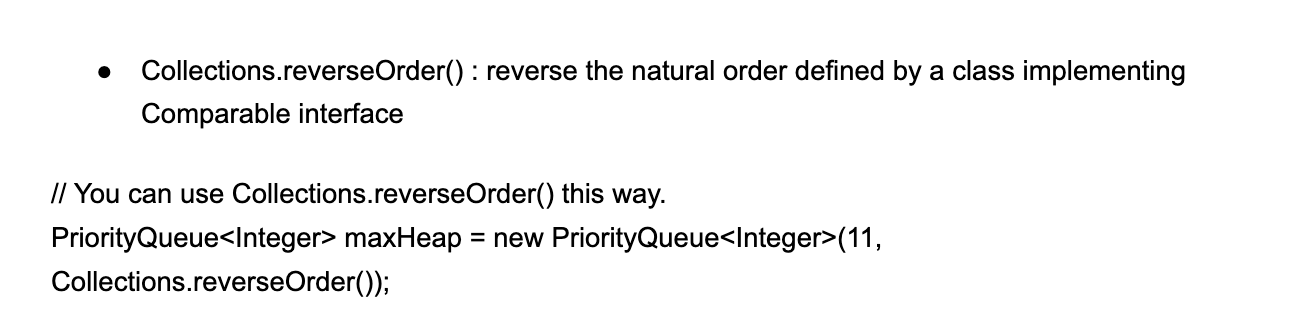 ● Collections.reverseOrder() : reverse the natural order defined by a class implementing
Comparable interface
// You can use Collections.reverseOrder() this way.
PriorityQueue<Integer> maxHeap = new PriorityQueue<Integer>(11,
Collections.reverseOrder());